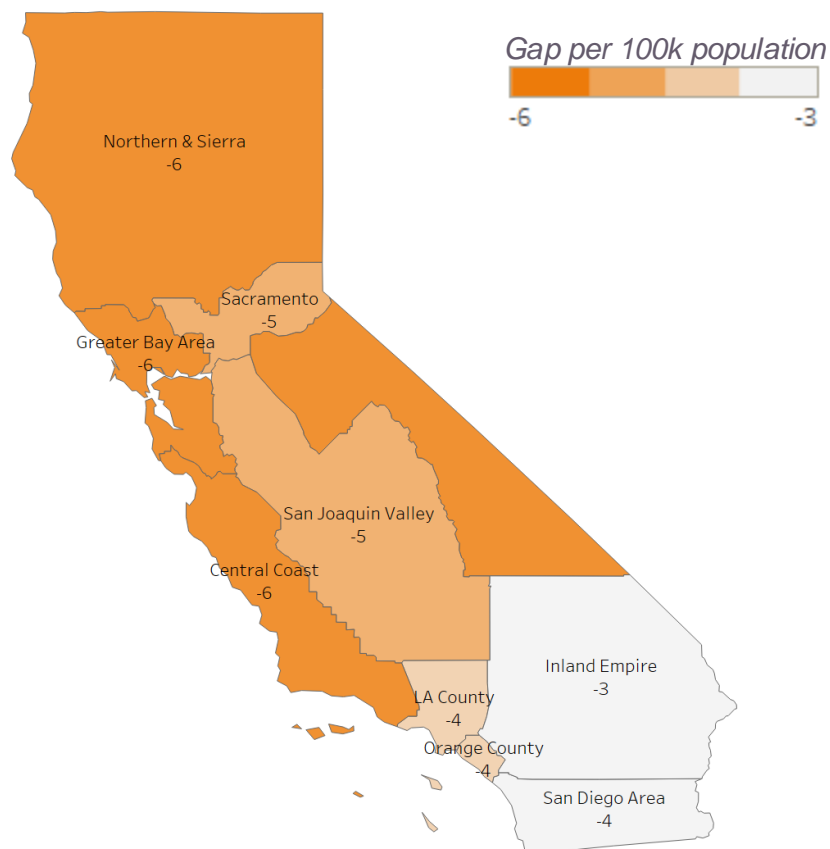 Gap per 100k population
-6
-3
Northern & Sierra
-6
Sacramento
-5
Greater Bay Area
-6
San Joaquin Valley
-5
Central Coast
-6
Inland Empire
-3
LA County
-4
Orange County
-4
San Diego Area
-4